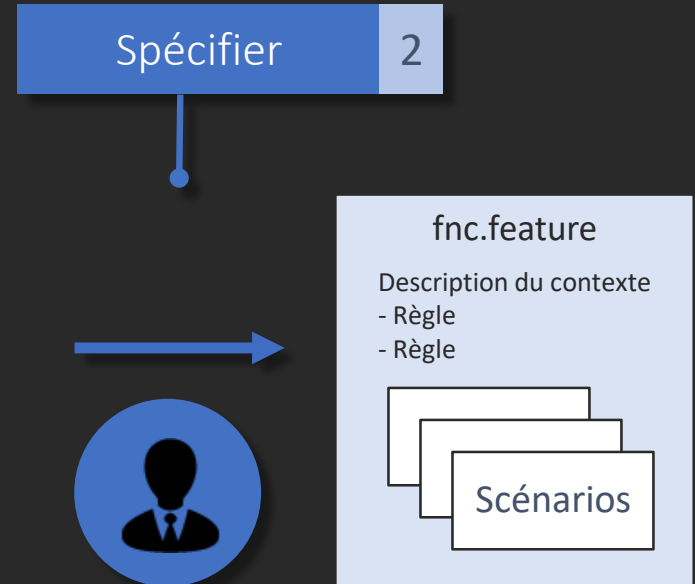 Spécifier 2
fnc.feature
Description du contexte
- Règle
- Règle
Scénarios